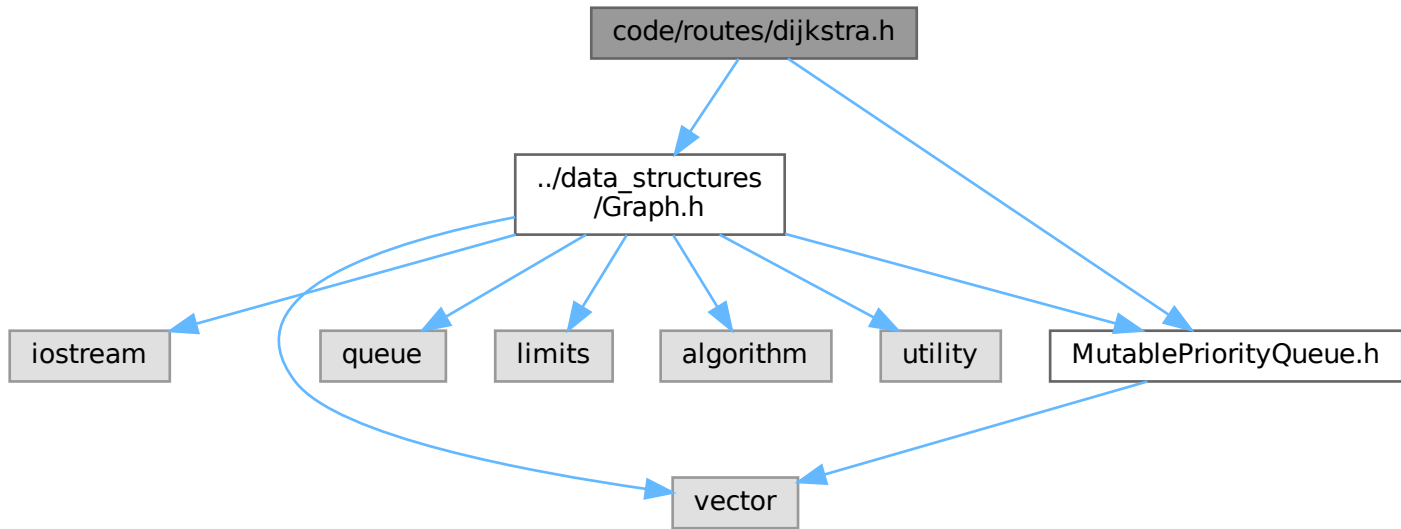 code/routes/dijkstra.h
../data_structures
/Graph.h
iostream
queue
limits
algorithm
utility
MutablePriorityQueue.h
vector